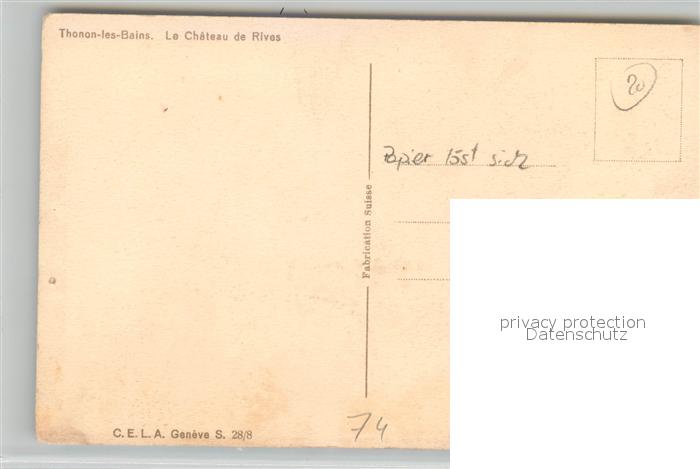 Thonon-les-Bains. Le Château de Rives
20
Papier löst sich
Fabrication Suisse
privacy protection
Datenschutz
74
C.E.L.A. Genève S. 28/8